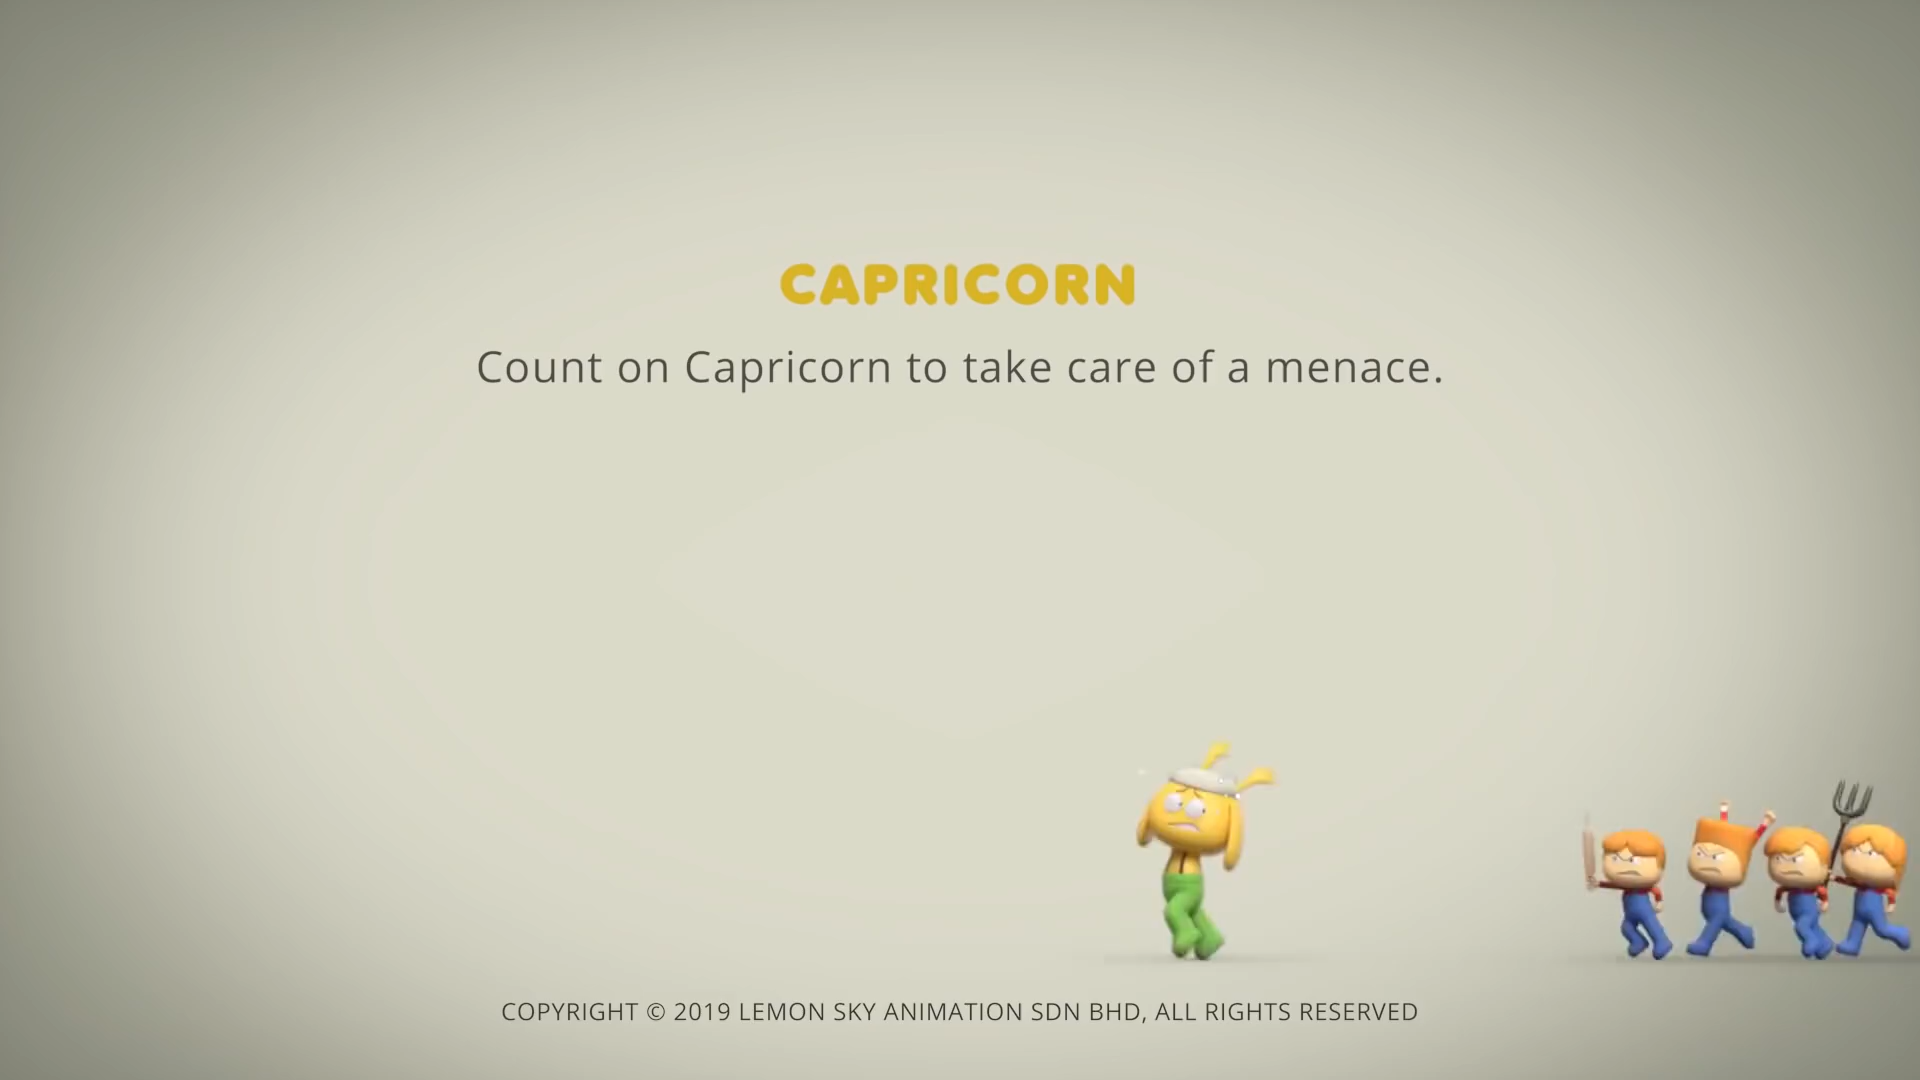 CAPRICORN
Count on Capricorn to take care of a menace.
COPYRIGHT © 2019 LEMON SKY ANIMATION SDN BHD, ALL RIGHTS RESERVED